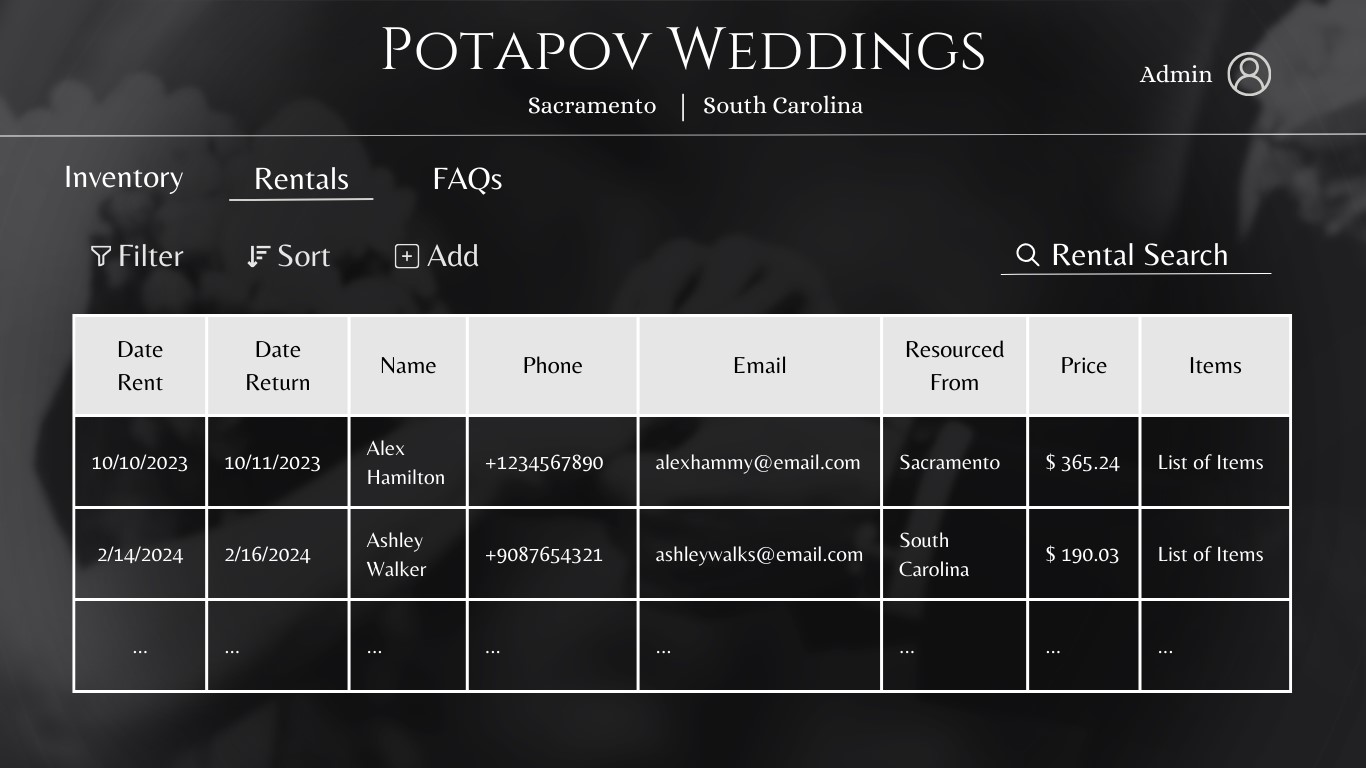 Potapov Weddings
Sacramento | South Carolina
Admin
Inventory Rentals FAQs
Filter Sort Add Rental Search
Date Rent Date Return Name Phone Email Resourced From Price Items
10/10/2023 10/11/2023 Alex Hamilton +1234567890 alexhammy@email.com Sacramento $ 365.24 List of Items
2/14/2024 2/16/2024 Ashley Walker +9087654321 ashleywalks@email.com South Carolina $ 190.03 List of Items
... ... ... ... ... ... ... ...